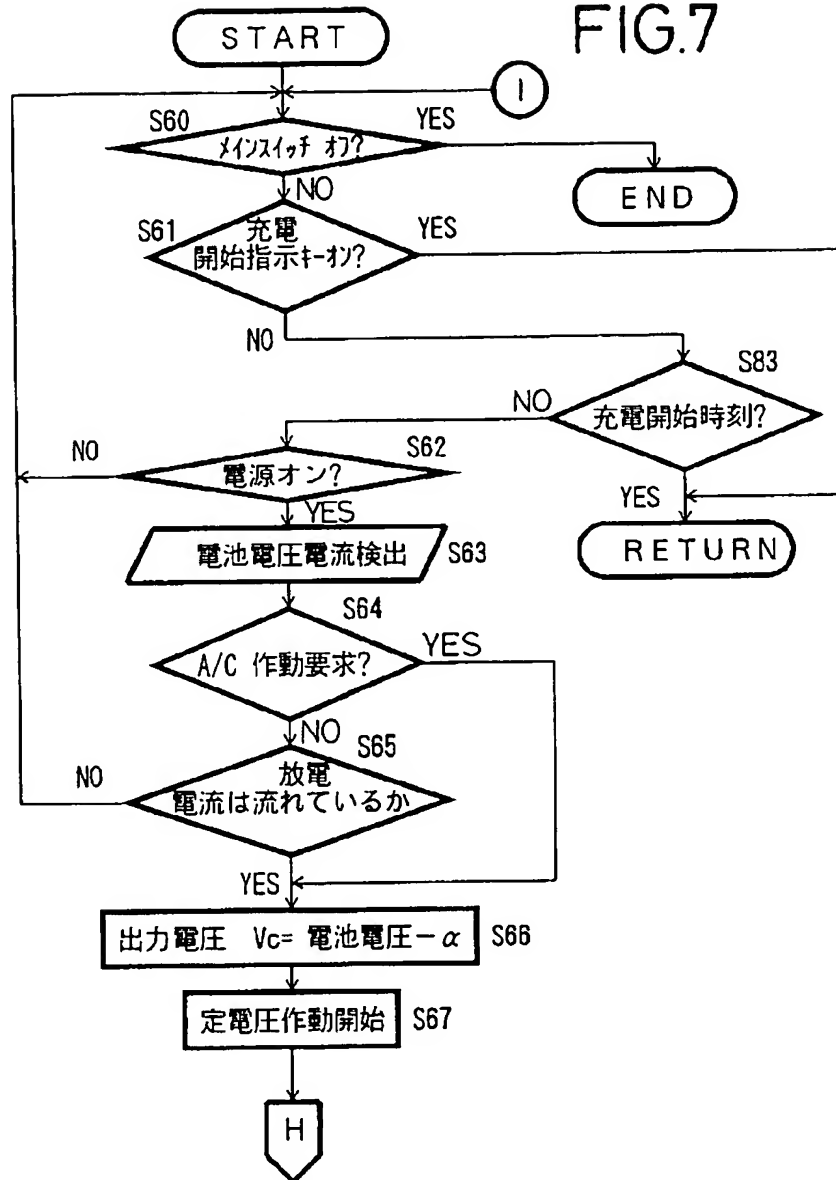 FIG.7
START
I
S60
メインスイッチ オフ?
YES
END
NO
S61
充電
開始指示キーオン?
YES
NO
S83
充電開始時刻?
NO
YES
RETURN
S62
電源オン?
NO
YES
電池電圧電流検出
S63
S64
A/C 作動要求?
YES
NO
S65
放電
電流は流れているか
NO
YES
出力電圧 Vc= 電池電圧-α
S66
定電圧作動開始
S67
H